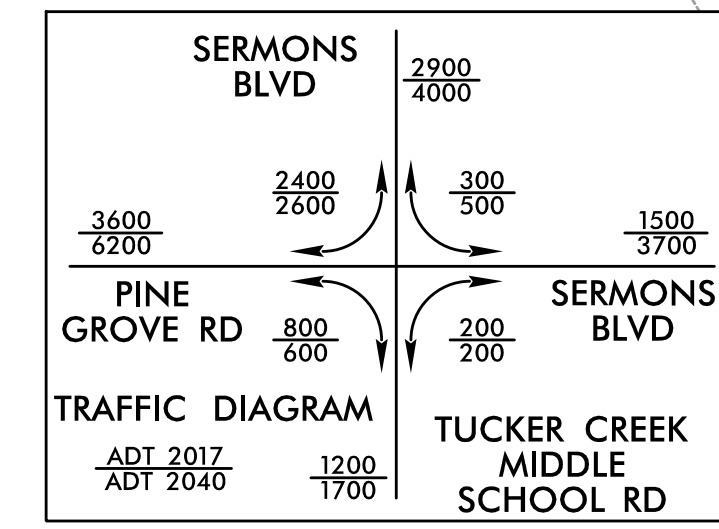 SERMONS
BLVD
2900
4000
2400
2600
300
500
3600
6200
1500
3700
PINE
GROVE RD
SERMONS
BLVD
800
600
200
200
TRAFFIC DIAGRAM
ADT 2017
ADT 2040
1200
1700
TUCKER CREEK
MIDDLE
SCHOOL RD